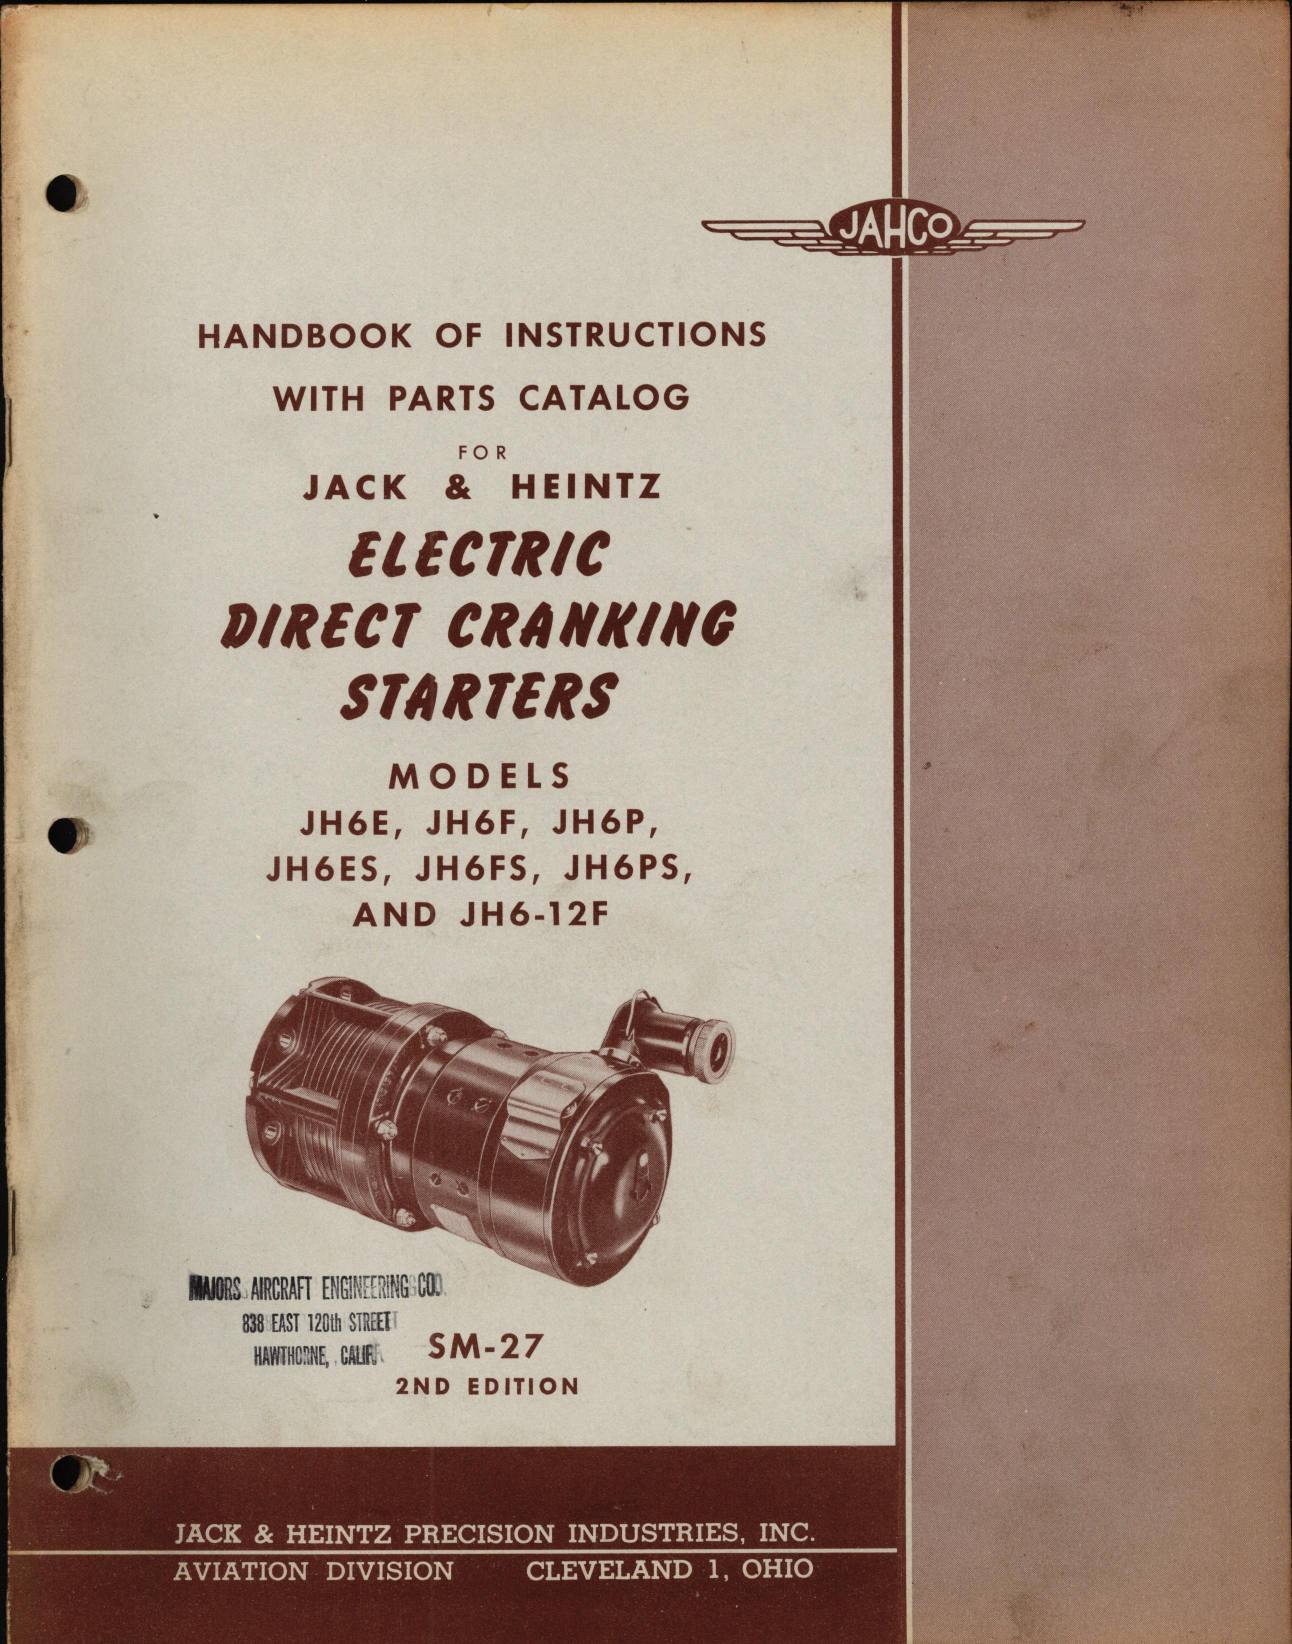 JAHCO
HANDBOOK OF INSTRUCTIONS
WITH PARTS CATALOG
FOR
JACK & HEINTZ
ELECTRIC
DIRECT CRANKING
STARTERS
MODELS
JH6E, JH6F, JH6P,
JH6ES, JH6FS, JH6PS,
AND JH6-12F
MAJORS AIRCRAFT ENGINEERING CO.
838 EAST 120th STREET
HAWTHORNE, CALIF.
SM-27
2ND EDITION
JACK & HEINTZ PRECISION INDUSTRIES, INC.
AVIATION DIVISION CLEVELAND 1, OHIO